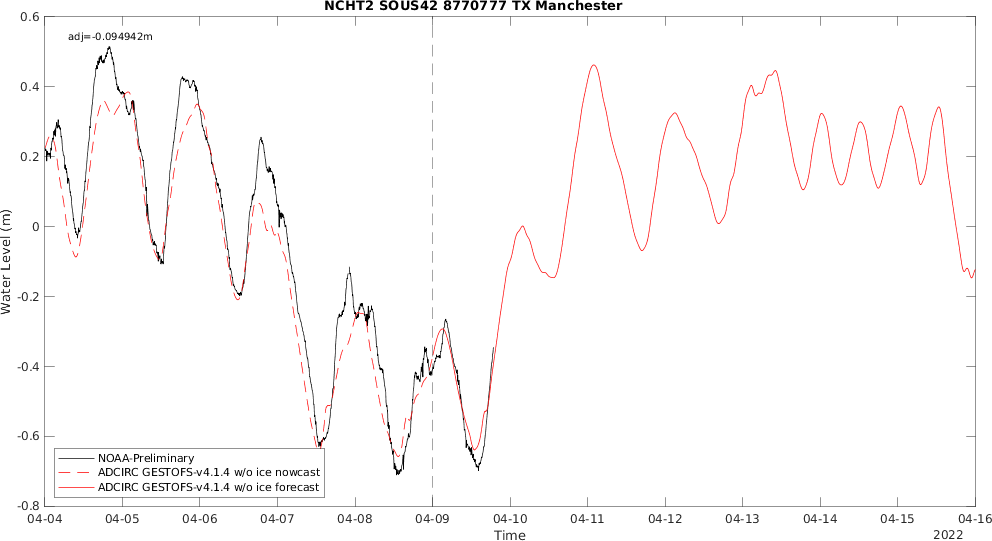 NCHT2 SOUS42 8770777 TX Manchester
adj=-0.094942m
0.6
0.4
0.2
0
-0.2
-0.4
-0.6
-0.8
Water Level (m)
NOAA-Preliminary
ADCIRC GESTOFS-v4.1.4 w/o ice nowcast
ADCIRC GESTOFS-v4.1.4 w/o ice forecast
04-04 04-05 04-06 04-07 04-08 04-09 04-10 04-11 04-12 04-13 04-14 04-15 04-16
Time
2022